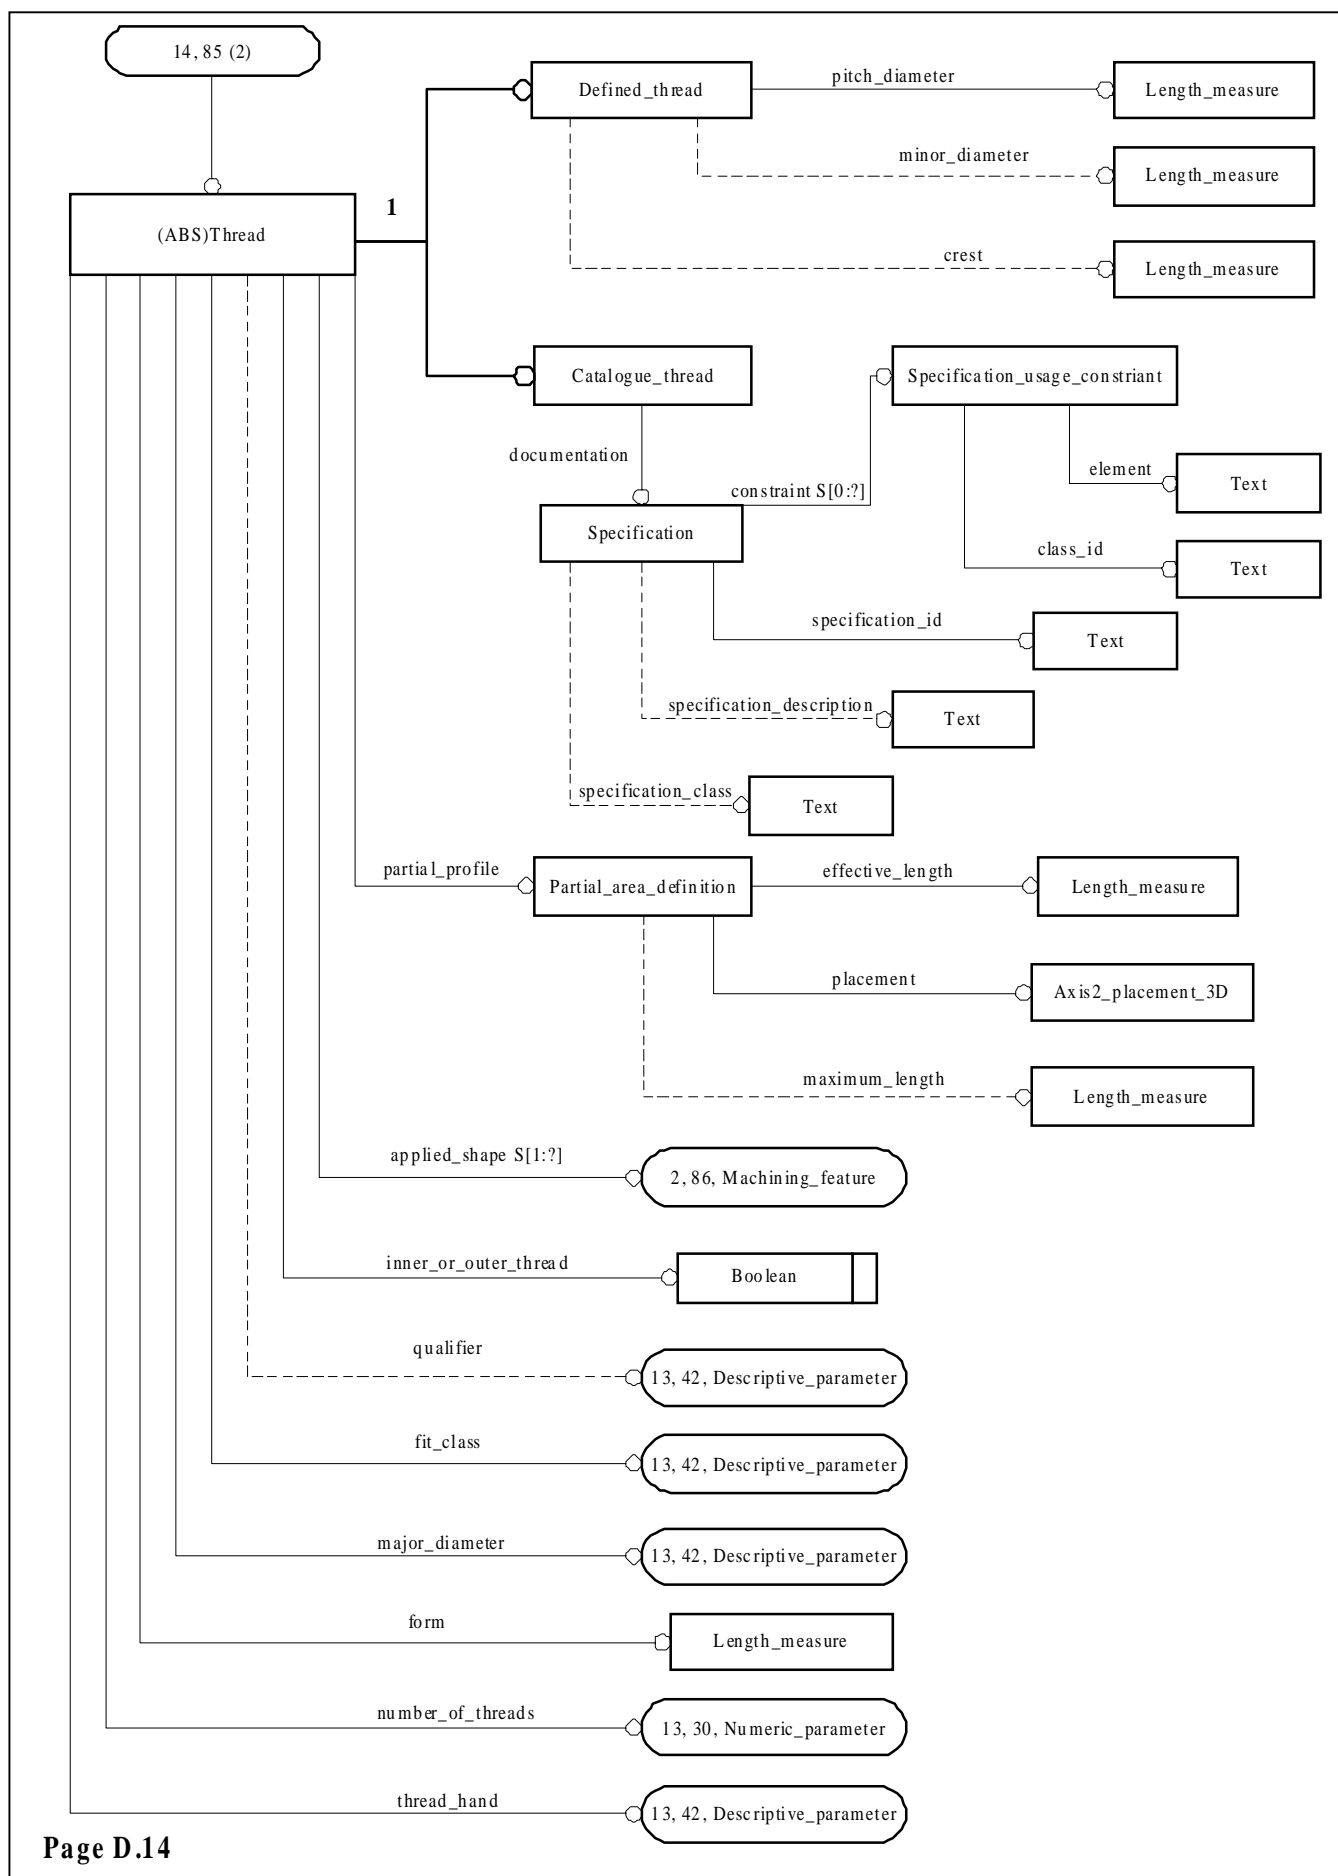 14, 85 (2)
Defined_thread
pitch_diameter
Length_measure
minor_diameter
Length_measure
1
(ABS)Thread
crest
Length_measure
Catalogue_thread
Specification_usage_constriant
documentation
element
Text
constraint S[0:?]
Specification
class_id
Text
specification_id
Text
specification_description
Text
specification_class
Text
partial_profile
Partial_area_definition
effective_length
Length_measure
placement
Axis2_placement_3D
maximum_length
Length_measure
applied_shape S[1:?]
2, 86, Machining_feature
inner_or_outer_thread
Boolean
qualifier
13, 42, Descriptive_parameter
fit_class
13, 42, Descriptive_parameter
major_diameter
13, 42, Descriptive_parameter
form
Length_measure
number_of_threads
13, 30, Numeric_parameter
thread_hand
13, 42, Descriptive_parameter
Page D.14